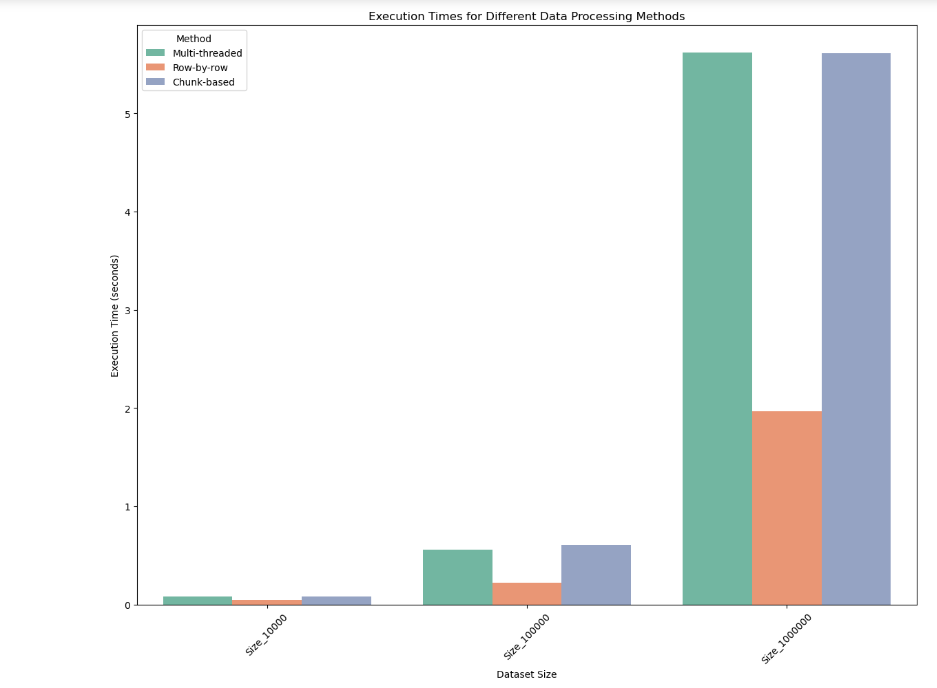 Execution Times for Different Data Processing Methods
Method
Multi-threaded
Row-by-row
Chunk-based
Execution Time (seconds)
5
4
3
2
1
0
Size_10000
Size_100000
Size_1000000
Dataset Size